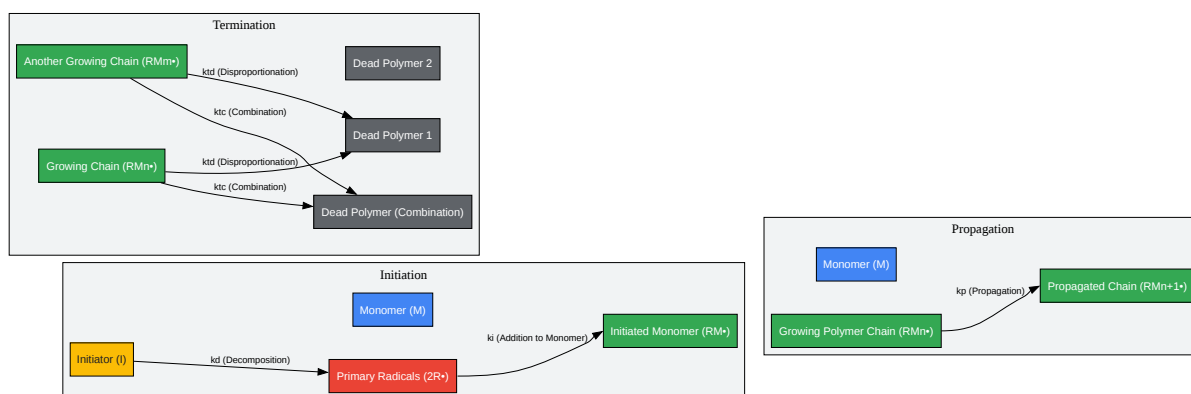 Termination
Another Growing Chain (RMm•)
Dead Polymer 2
ktd (Disproportionation)
ktc (Combination)
Dead Polymer 1
Growing Chain (RMn•)
ktd (Disproportionation)
ktc (Combination)
Dead Polymer (Combination)
Initiation
Monomer (M)
Initiator (I)
kd (Decomposition)
Primary Radicals (2R•)
ki (Addition to Monomer)
Initiated Monomer (RM•)
Propagation
Monomer (M)
Growing Polymer Chain (RMn•)
kp (Propagation)
Propagated Chain (RMn+1•)